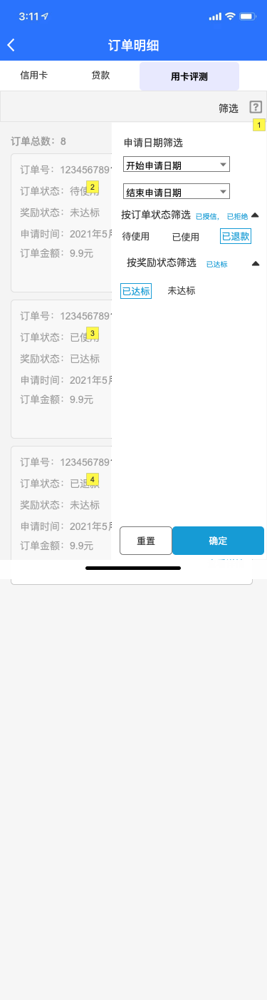 3:11
订单明细
信用卡
贷款
用卡评测
筛选
1
订单总数：8
订单号：123456789
订单状态：待使用
2
奖励状态：未达标
申请时间：2021年5月
订单金额：9.9元
订单号：123456789
订单状态：已使用
3
奖励状态：已达标
申请时间：2021年5月
订单金额：9.9元
订单号：123456789
订单状态：已退款
4
奖励状态：未达标
申请时间：2021年5月
订单金额：9.9元
申请日期筛选
开始申请日期
结束申请日期
按订单状态筛选 已授信， 已拒绝
待使用
已使用
已退款
按奖励状态筛选 已达标
已达标
未达标
重置
确定